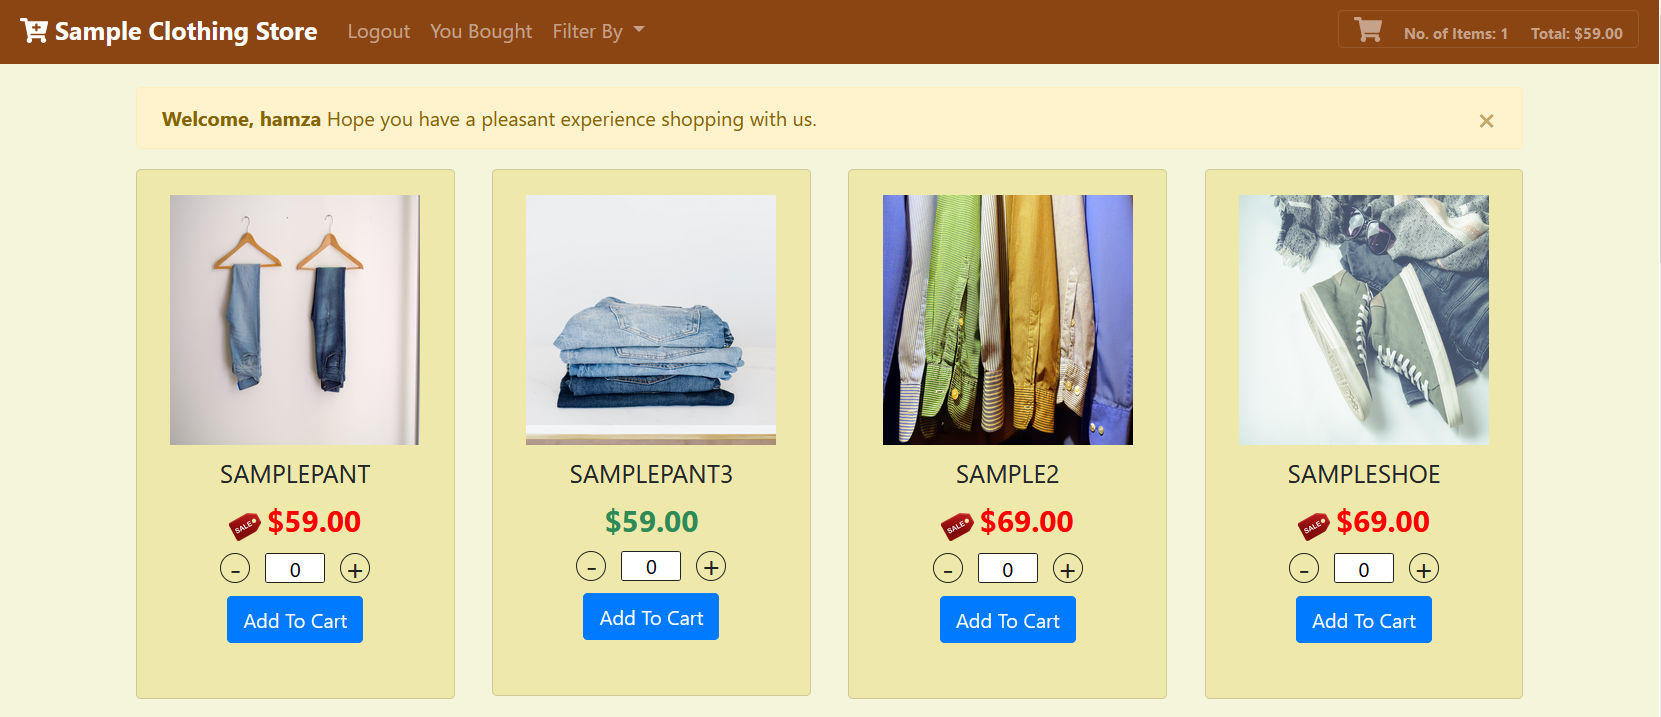 Sample Clothing Store
Logout
You Bought
Filter By
No. of Items: 1
Total: $59.00
Welcome, hamza Hope you have a pleasant experience shopping with us.
×
SAMPLEPANT
SALE $59.00
- 0 +
Add To Cart
SAMPLEPANT3
$59.00
- 0 +
Add To Cart
SAMPLE2
SALE $69.00
- 0 +
Add To Cart
SAMPLESHOE
SALE $69.00
- 0 +
Add To Cart